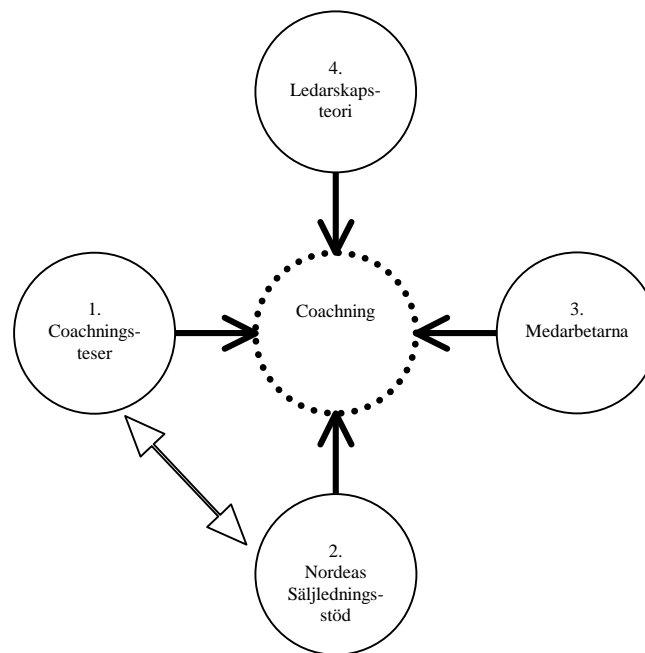 4.
Ledarskaps-
teori
1.
Coachnings-
teser
Coachning
3.
Medarbetarna
2.
Nordeas
Säljlednings-
stöd